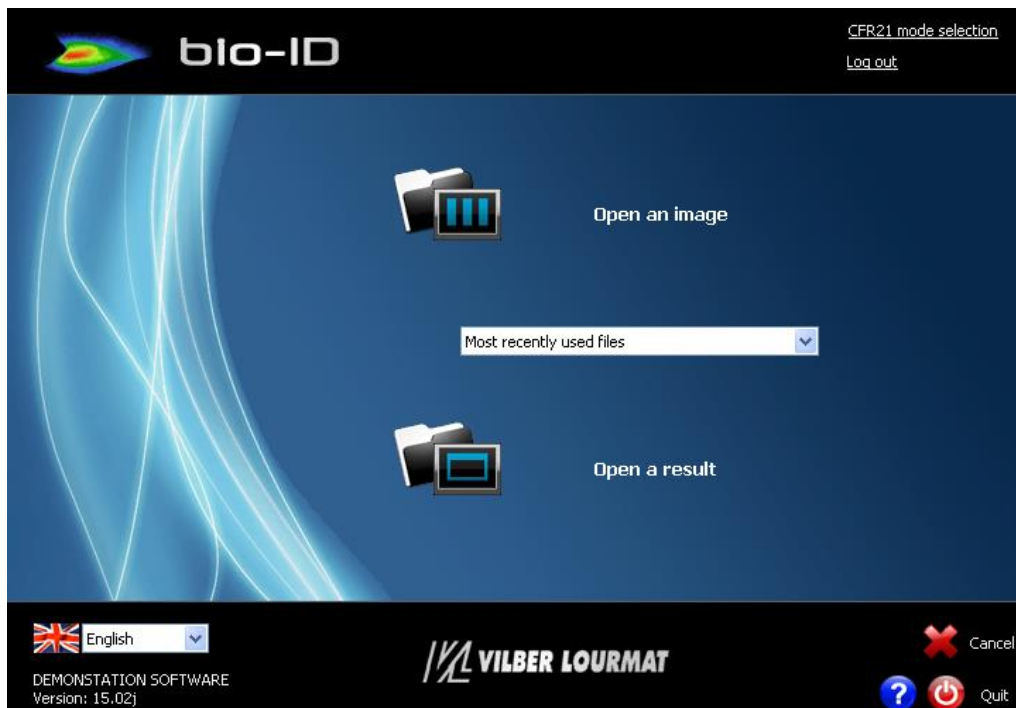 bio-ID
CFR21 mode selection
Log out
Open an image
Most recently used files
Open a result
English
DEMONSTATION SOFTWARE
Version: 15.02j
VILBER LOURMAT
Cancel
?
Quit